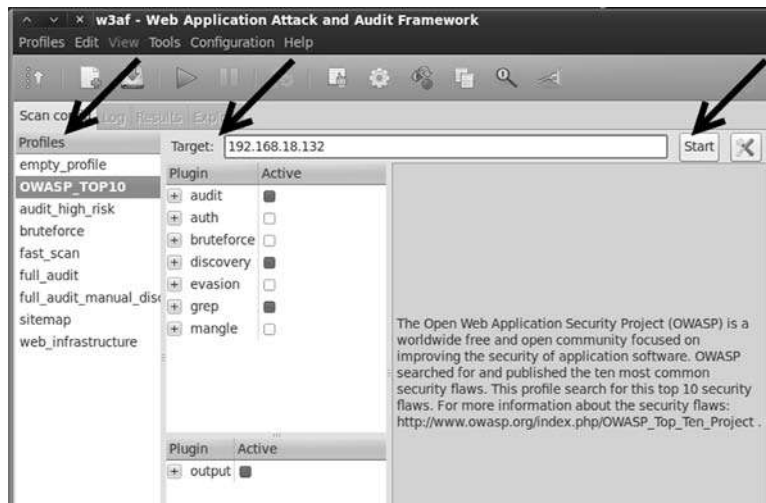 w3af - Web Application Attack and Audit Framework
Profiles Edit View Tools Configuration Help
Scan co Log Results Expl
Profiles
empty_profile
OWASP_TOP10
audit_high_risk
bruteforce
fast_scan
full_audit
full_audit_manual_disc
sitemap
web_infrastructure
Target: 192.168.18.132 Start
Plugin Active
audit
auth
bruteforce
discovery
evasion
grep
mangle
The Open Web Application Security Project (OWASP) is a
worldwide free and open community focused on
improving the security of application software. OWASP
searched for and published the ten most common
security flaws. This profile search for this top 10 security
flaws. For more information about the security flaws:
http://www.owasp.org/index.php/OWASP_Top_Ten_Project .
Plugin Active
output